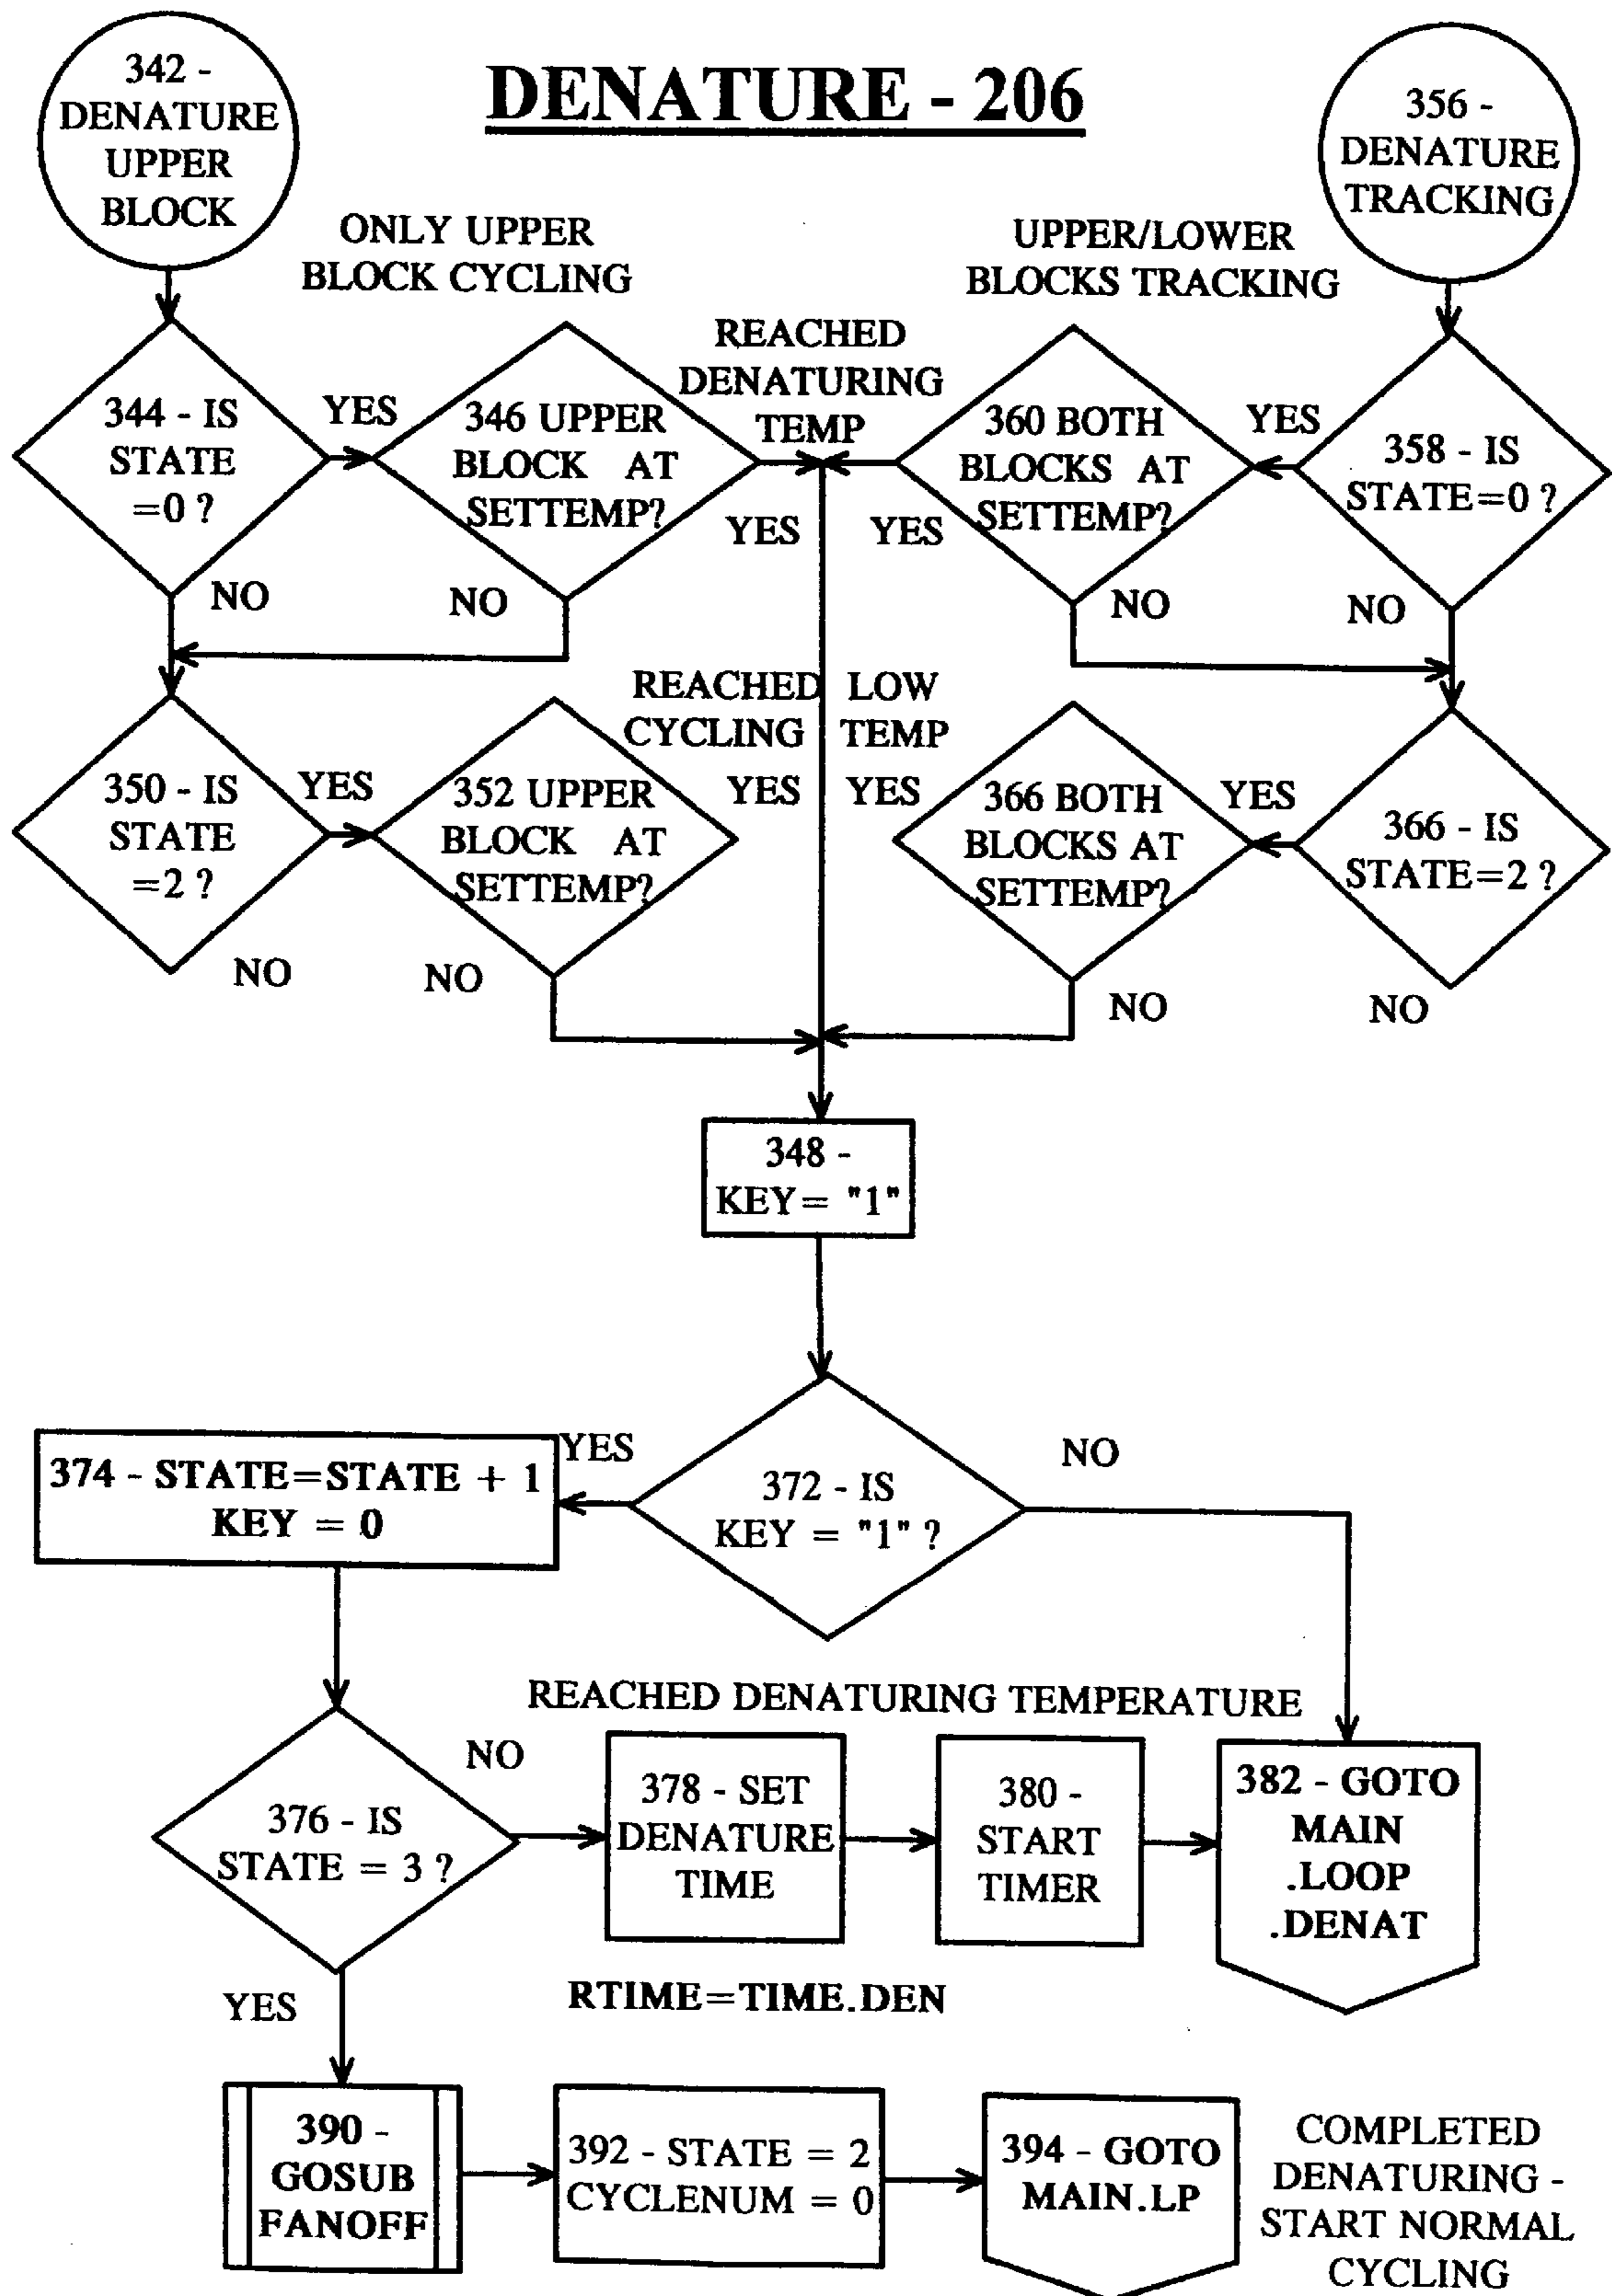 DENATURE - 206
342 -
DENATURE
UPPER
BLOCK
356 -
DENATURE
TRACKING
ONLY UPPER
BLOCK CYCLING
UPPER/LOWER
BLOCKS TRACKING
REACHED
DENATURING
TEMP
344 - IS
STATE
=0 ?
YES
346 UPPER
BLOCK AT
SETTEMP?
YES
YES
360 BOTH
BLOCKS AT
SETTEMP?
YES
358 - IS
STATE=0 ?
NO
NO
NO
NO
REACHED LOW
CYCLING TEMP
350 - IS
STATE
=2 ?
YES
352 UPPER
BLOCK AT
SETTEMP?
YES
YES
366 BOTH
BLOCKS AT
SETTEMP?
YES
366 - IS
STATE=2 ?
NO
NO
NO
NO
348 -
KEY= "1"
372 - IS
KEY = "1" ?
YES
NO
374 - STATE=STATE + 1
KEY = 0
REACHED DENATURING TEMPERATURE
376 - IS
STATE = 3 ?
NO
378 - SET
DENATURE
TIME
380 -
START
TIMER
382 - GOTO
MAIN
.LOOP
.DENAT
YES
RTIME=TIME.DEN
390 -
GOSUB
FANOFF
392 - STATE = 2
CYCLENUM = 0
394 - GOTO
MAIN.LP
COMPLETED
DENATURING -
START NORMAL
CYCLING